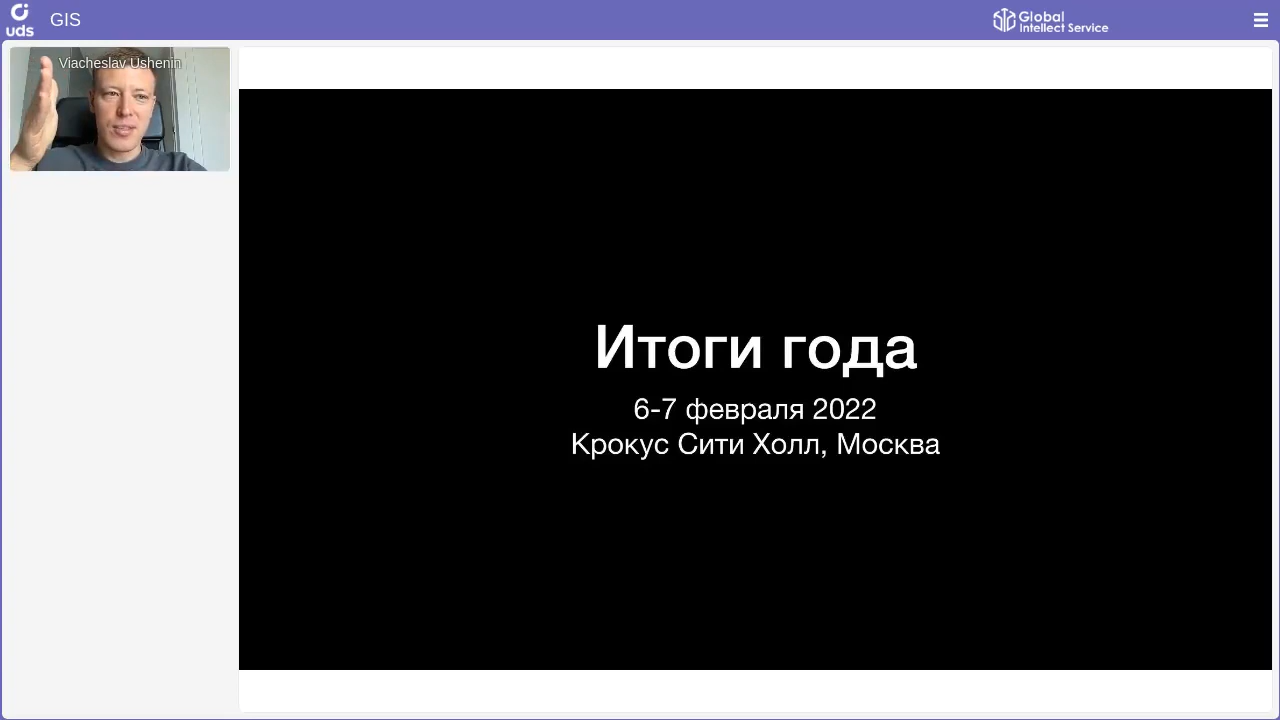 uds
GIS
Global
Intellect Service
Viacheslav Ushenin
Итоги года
6-7 февраля 2022
Крокус Сити Холл, Москва